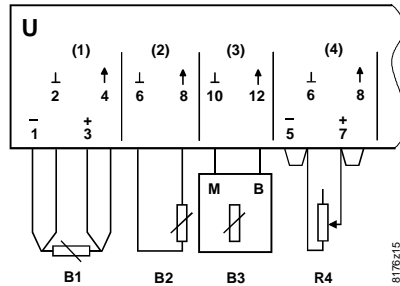 U
(1) (2) (3) (4)
⊥ ⊥ ⊥ ⊥
2 4 6 8 10 12 6 8
− + − +
1 3 5 7
M B
B1 B2 B3 R4
8176z15